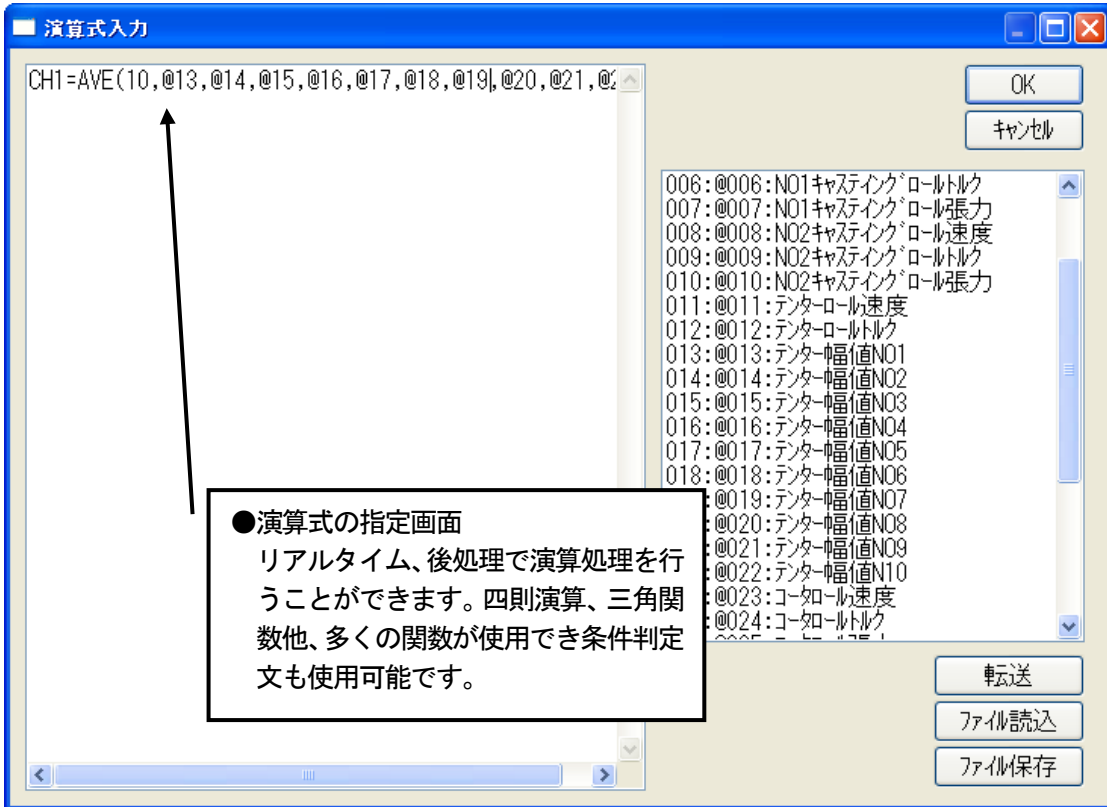 演算式入力
CH1=AVE(10,@13,@14,@15,@16,@17,@18,@19,@20,@21,@2
OK
キャンセル
006:@006:NO1キャスティングロールトルク
007:@007:NO1キャスティングロール張力
008:@008:NO2キャスティングロール速度
009:@009:NO2キャスティングロールトルク
010:@010:NO2キャスティングロール張力
011:@011:テンターロール速度
012:@012:テンターロールトルク
013:@013:テンター幅値NO1
014:@014:テンター幅値NO2
015:@015:テンター幅値NO3
016:@016:テンター幅値NO4
017:@017:テンター幅値NO5
018:@018:テンター幅値NO6
@019:テンター幅値NO7
@020:テンター幅値NO8
@021:テンター幅値NO9
@022:テンター幅値N10
:@023:コータロール速度
:@024:コータロールトルク
●演算式の指定画面
リアルタイム、後処理で演算処理を行
うことができます。四則演算、三角関
数他、多くの関数が使用でき条件判定
文も使用可能です。
転送
ファイル読込
ファイル保存